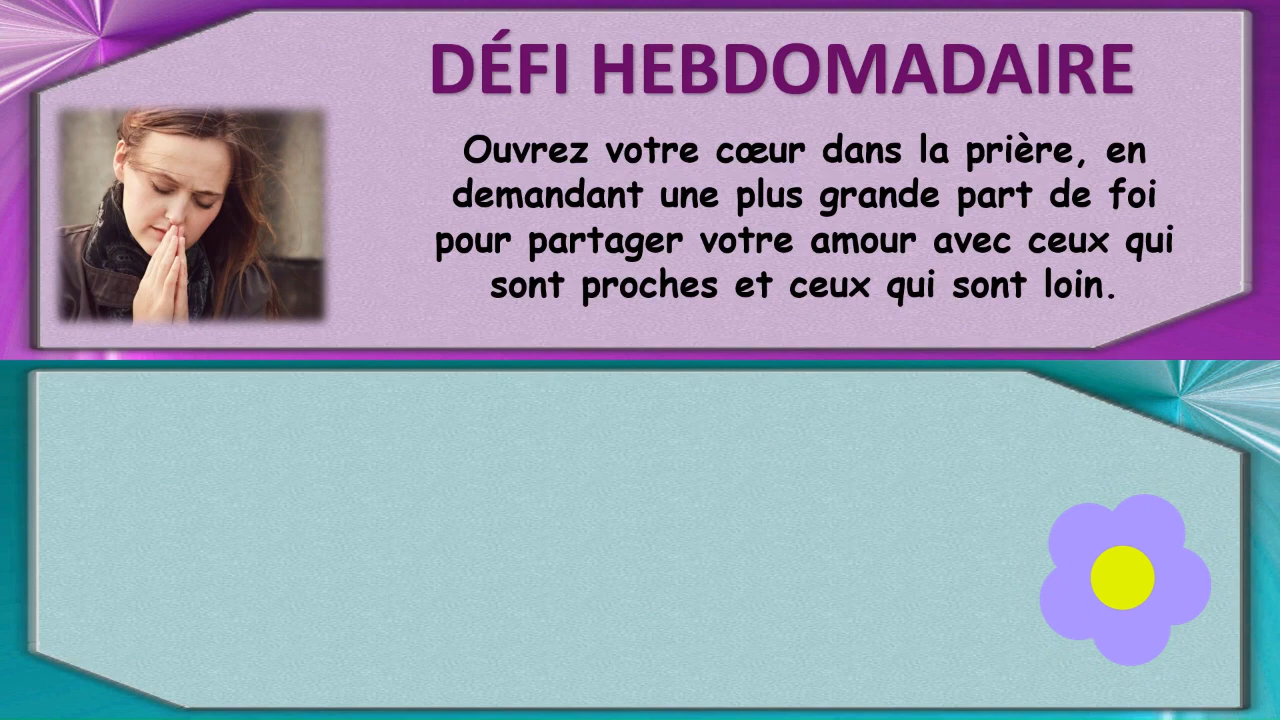 DÉFI HEBDOMADAIRE
Ouvrez votre cœur dans la prière, en
demandant une plus grande part de foi
pour partager votre amour avec ceux qui
sont proches et ceux qui sont loin.